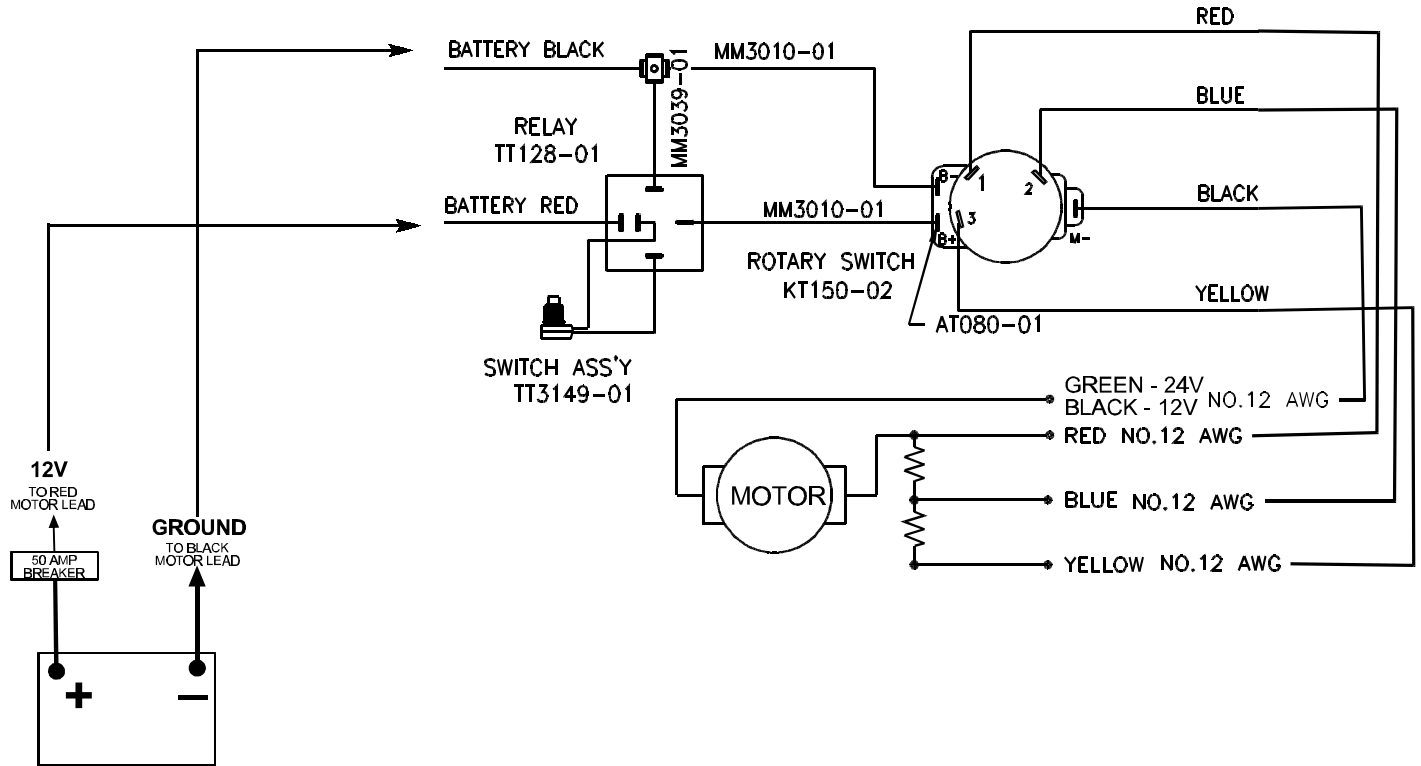 RED
BATTERY BLACK
MM3010-01
MM3039-01
BLUE
RELAY
TT128-01
B-
1
2
BATTERY RED
MM3010-01
3
BLACK
B+
M-
ROTARY SWITCH
KT150-02
YELLOW
AT080-01
SWITCH ASS'Y
TT3149-01
GREEN - 24V
BLACK - 12V
NO.12 AWG
RED NO.12 AWG
12V
TO RED
MOTOR LEAD
MOTOR
BLUE NO.12 AWG
GROUND
TO BLACK
MOTOR LEAD
50 AMP
BREAKER
YELLOW NO.12 AWG
+
−